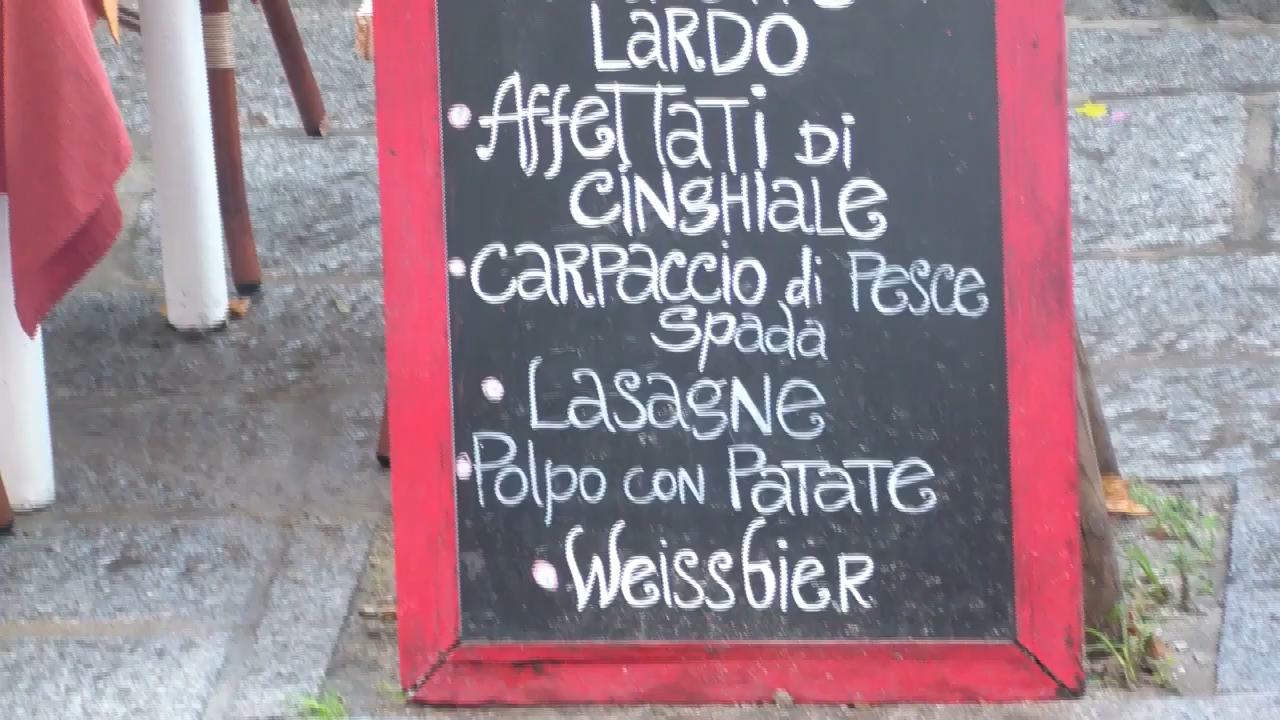 LaRDO
• AffeTTaTi Di
CiNgHIaLe
• CaRPaccio di Pesce
spada
• LasagNe
• Polpo con PaTaTe
• WeissbieR